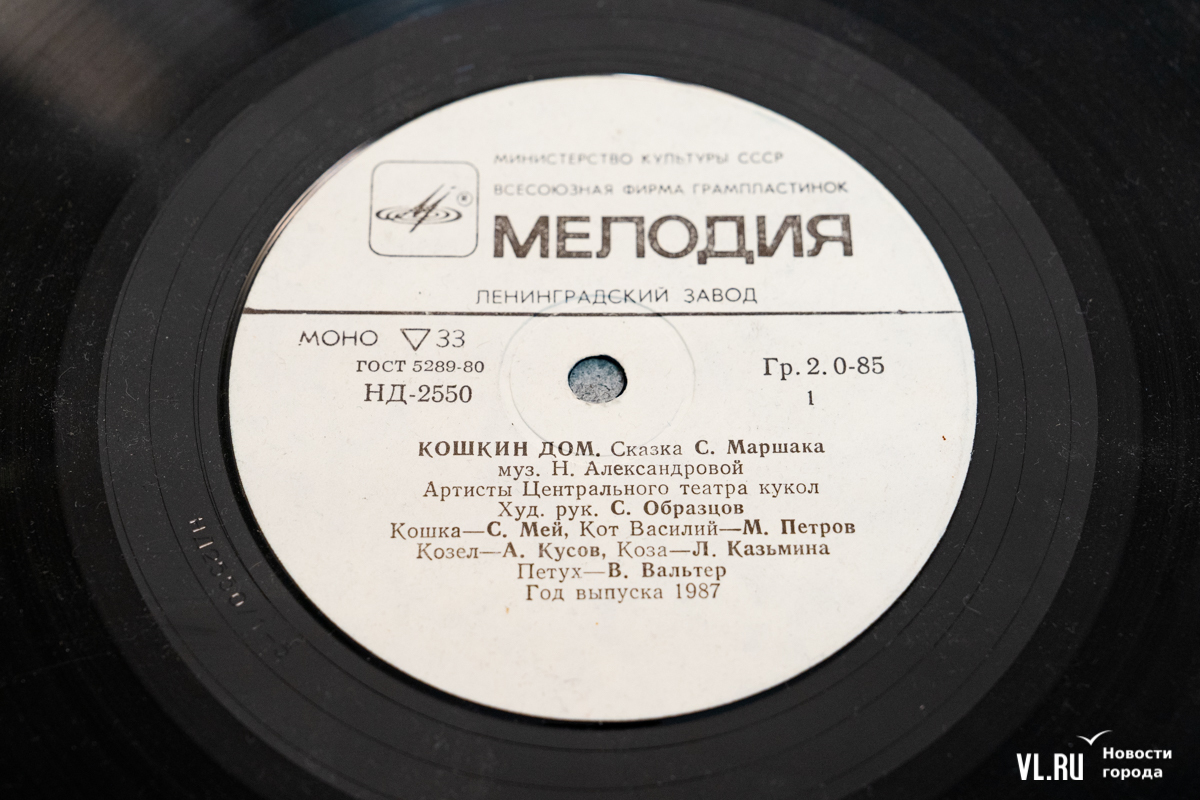 МИНИСТЕРСТВО КУЛЬТУРЫ СССР
ВСЕСОЮЗНАЯ ФИРМА ГРАМПЛАСТИНОК
МЕЛОДИЯ
ЛЕНИНГРАДСКИЙ ЗАВОД
МОНО ▽ 33
ГОСТ 5289-80
НД-2550
Гр. 2. 0-85
1
КОШКИН ДОМ. Сказка С. Маршака
муз. Н. Александровой
Артисты Центрального театра кукол
Худ. рук. С. Образцов
Кошка—С. Мей, Кот Василий—М. Петров
Козел—А. Кусов, Коза—Л. Казьмина
Петух—В. Вальтер
Год выпуска 1987
VL.RU Новости
города